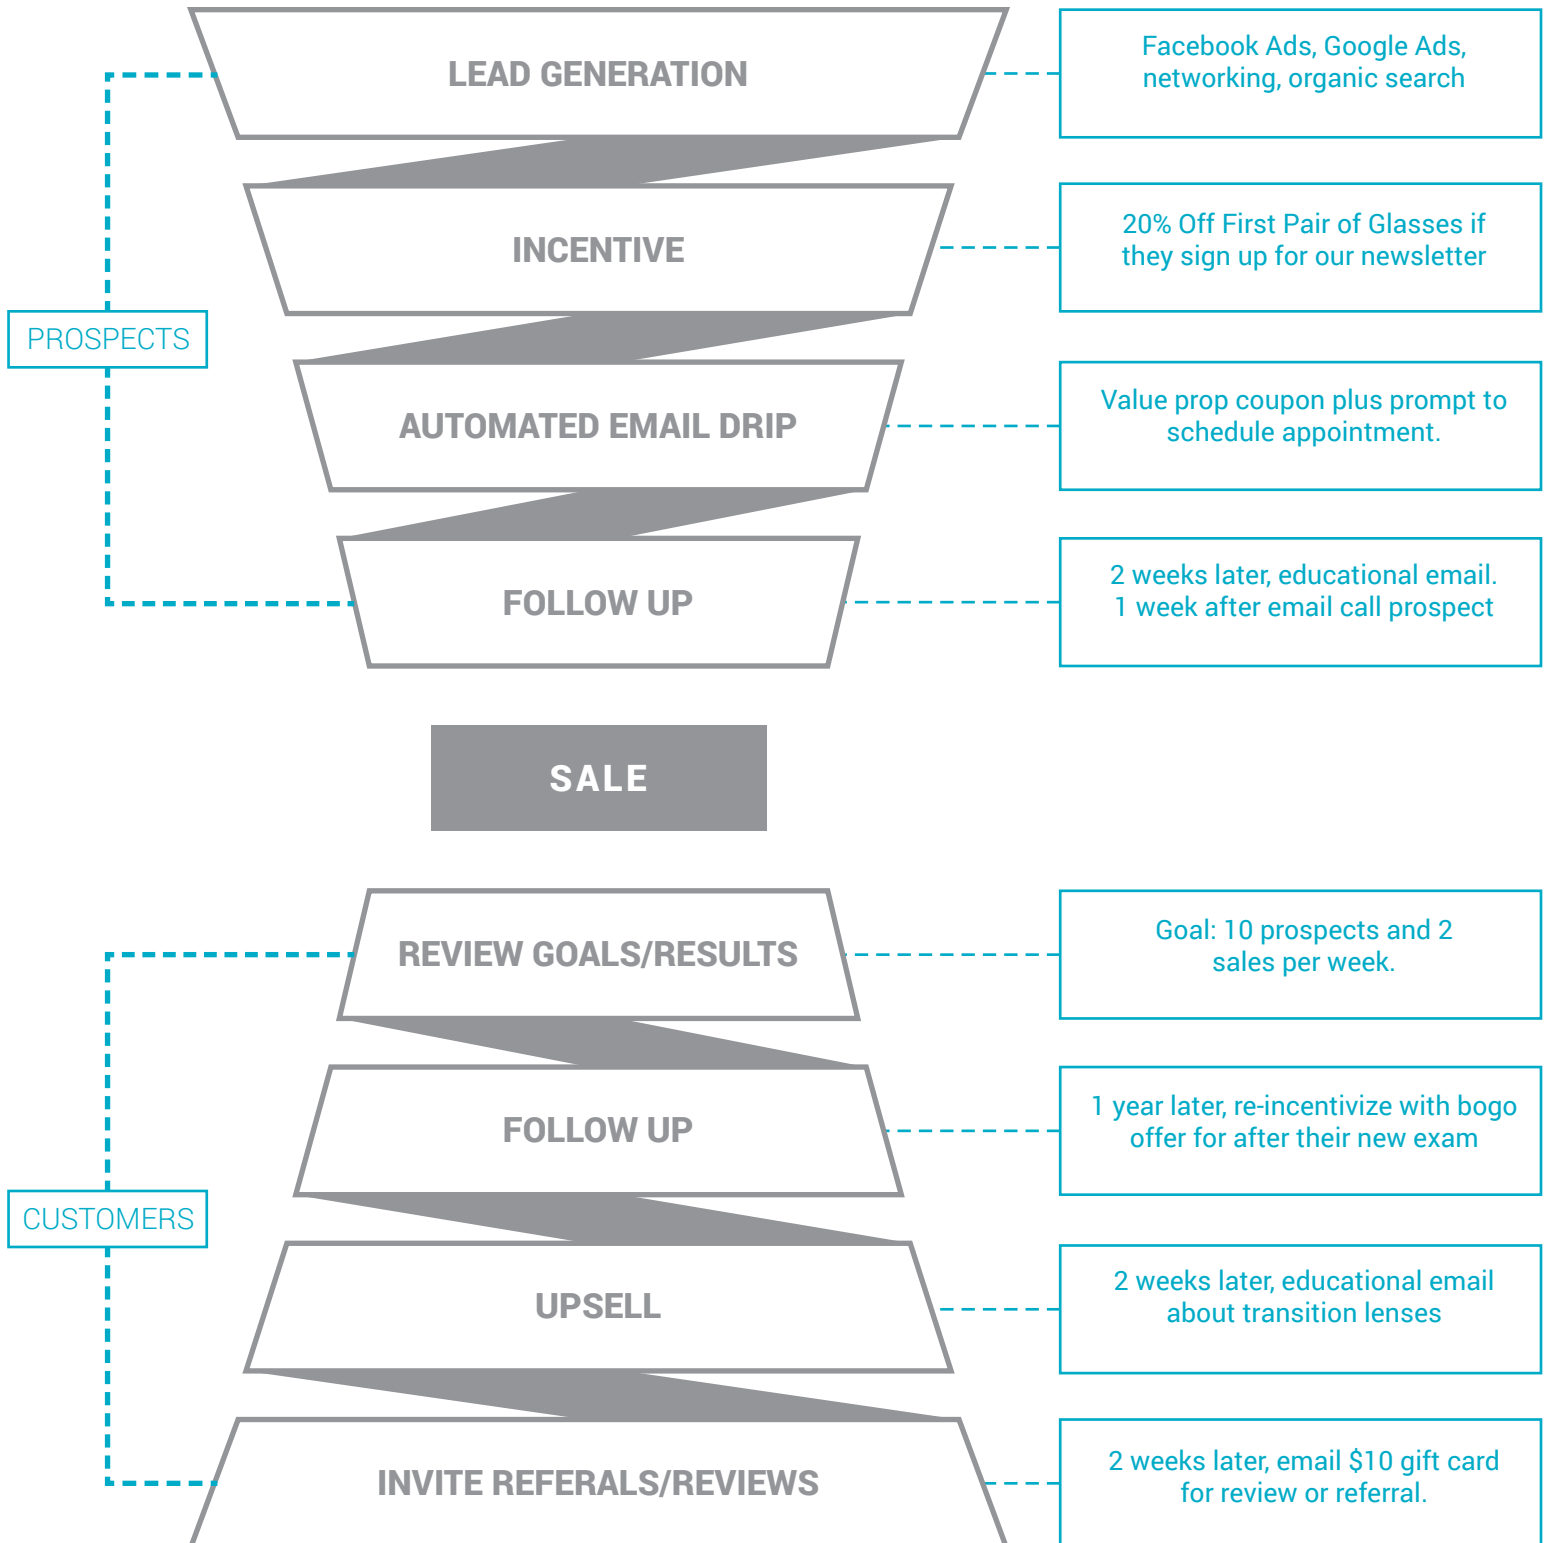 LEAD GENERATION
Facebook Ads, Google Ads,
networking, organic search
INCENTIVE
20% Off First Pair of Glasses if
they sign up for our newsletter
PROSPECTS
AUTOMATED EMAIL DRIP
Value prop coupon plus prompt to
schedule appointment.
FOLLOW UP
2 weeks later, educational email.
1 week after email call prospect
SALE
REVIEW GOALS/RESULTS
Goal: 10 prospects and 2
sales per week.
FOLLOW UP
1 year later, re-incentivize with bogo
offer for after their new exam
CUSTOMERS
UPSELL
2 weeks later, educational email
about transition lenses
INVITE REFERALS/REVIEWS
2 weeks later, email $10 gift card
for review or referral.